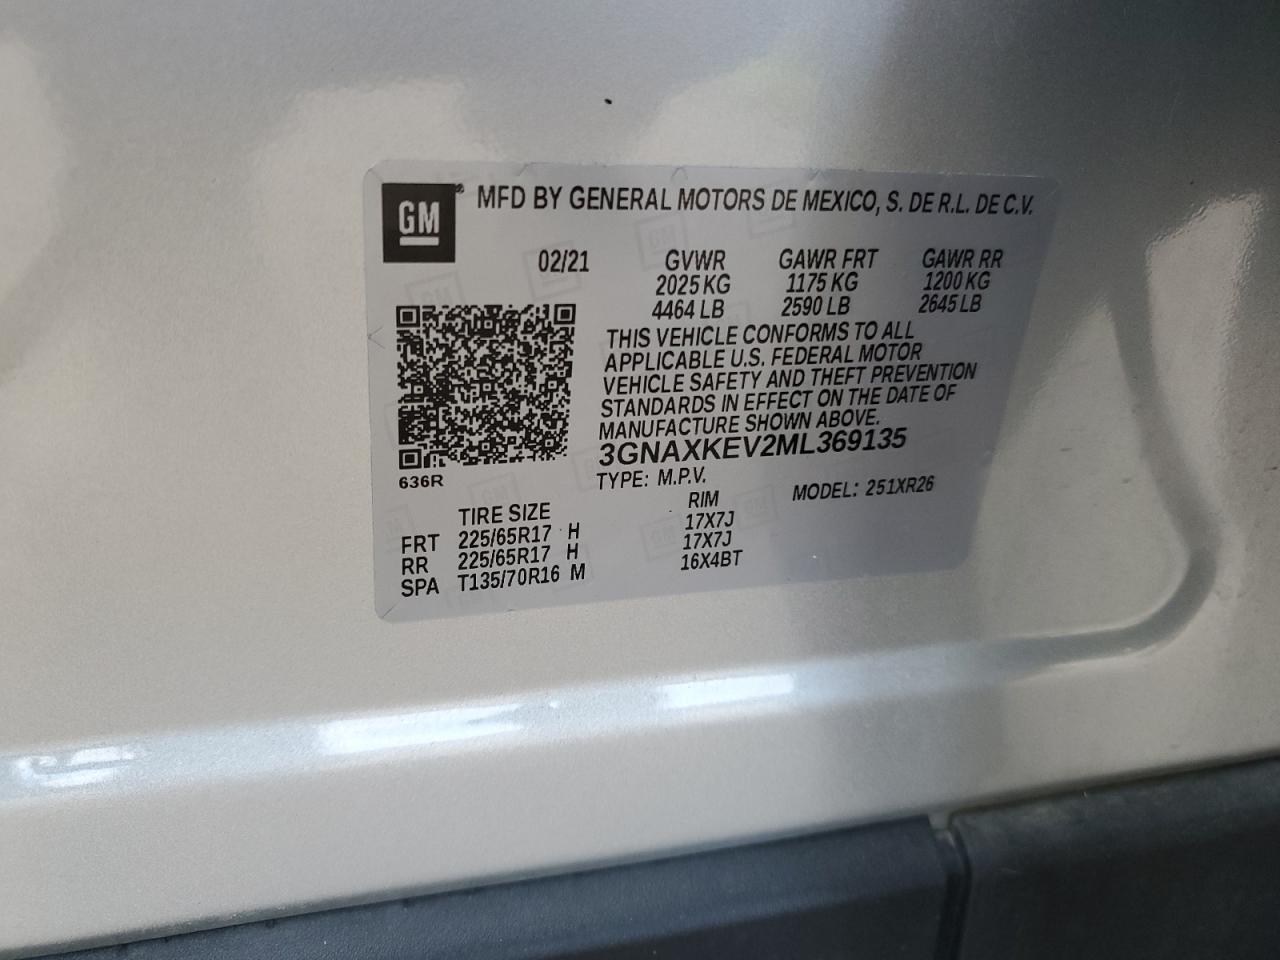 GM® MFD BY GENERAL MOTORS DE MEXICO, S. DE R.L. DE C.V.
02/21 GVWR GAWR FRT GAWR RR
2025 KG 1175 KG 1200 KG
4464 LB 2590 LB 2645 LB
THIS VEHICLE CONFORMS TO ALL
APPLICABLE U.S. FEDERAL MOTOR
VEHICLE SAFETY AND THEFT PREVENTION
STANDARDS IN EFFECT ON THE DATE OF
MANUFACTURE SHOWN ABOVE.
3GNAXKEV2ML369135
636R
TYPE: M.P.V. MODEL: 251XR26
TIRE SIZE RIM
FRT 225/65R17 H 17X7J
RR 225/65R17 H 17X7J
SPA T135/70R16 M 16X4BT